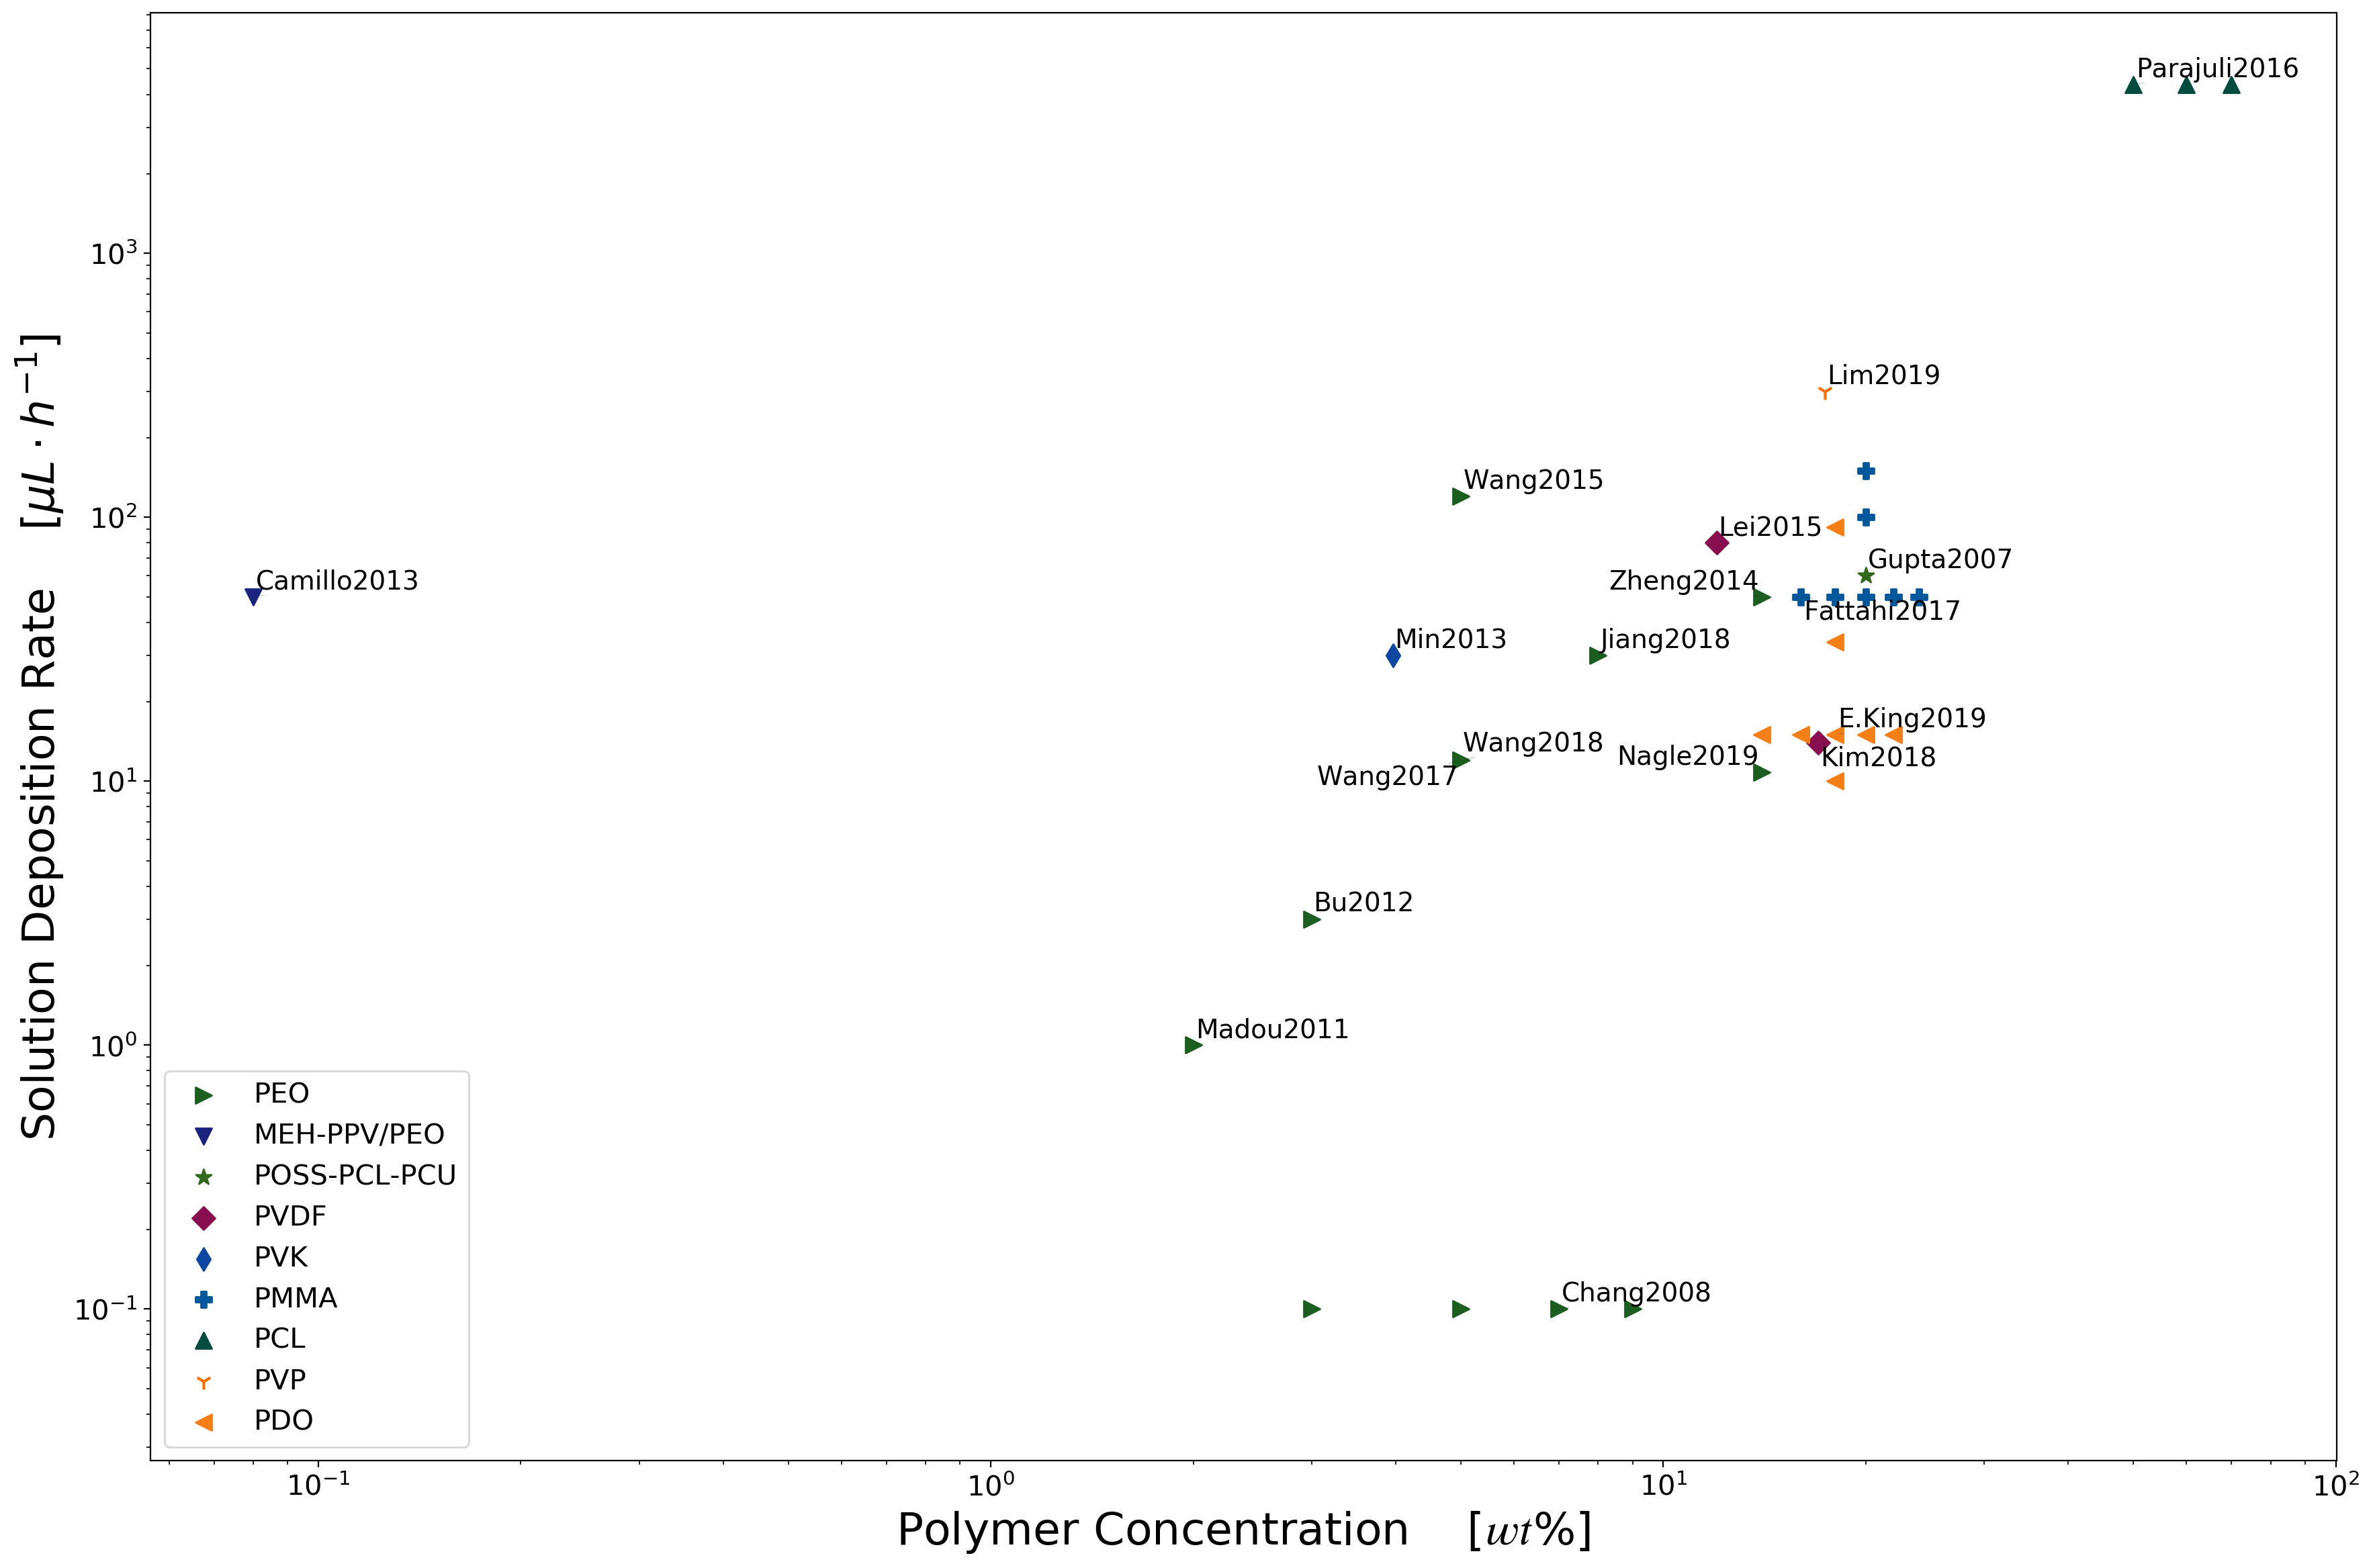 Parajuli2016
10³
Lim2019
Wang2015
10²
Lei2015
Gupta2007
Camillo2013
Zheng2014
Fattahi2017
Min2013
Jiang2018
E.King2019
Wang2018
Nagle2019
Kim2018
10¹
Wang2017
Bu2012
Madou2011
10⁰
Chang2008
10⁻¹
PEO
MEH-PPV/PEO
POSS-PCL-PCU
PVDF
PVK
PMMA
PCL
PVP
PDO
10⁻¹ 10⁰ 10¹ 10²
Polymer Concentration [wt%]
Solution Deposition Rate [μL · h⁻¹]